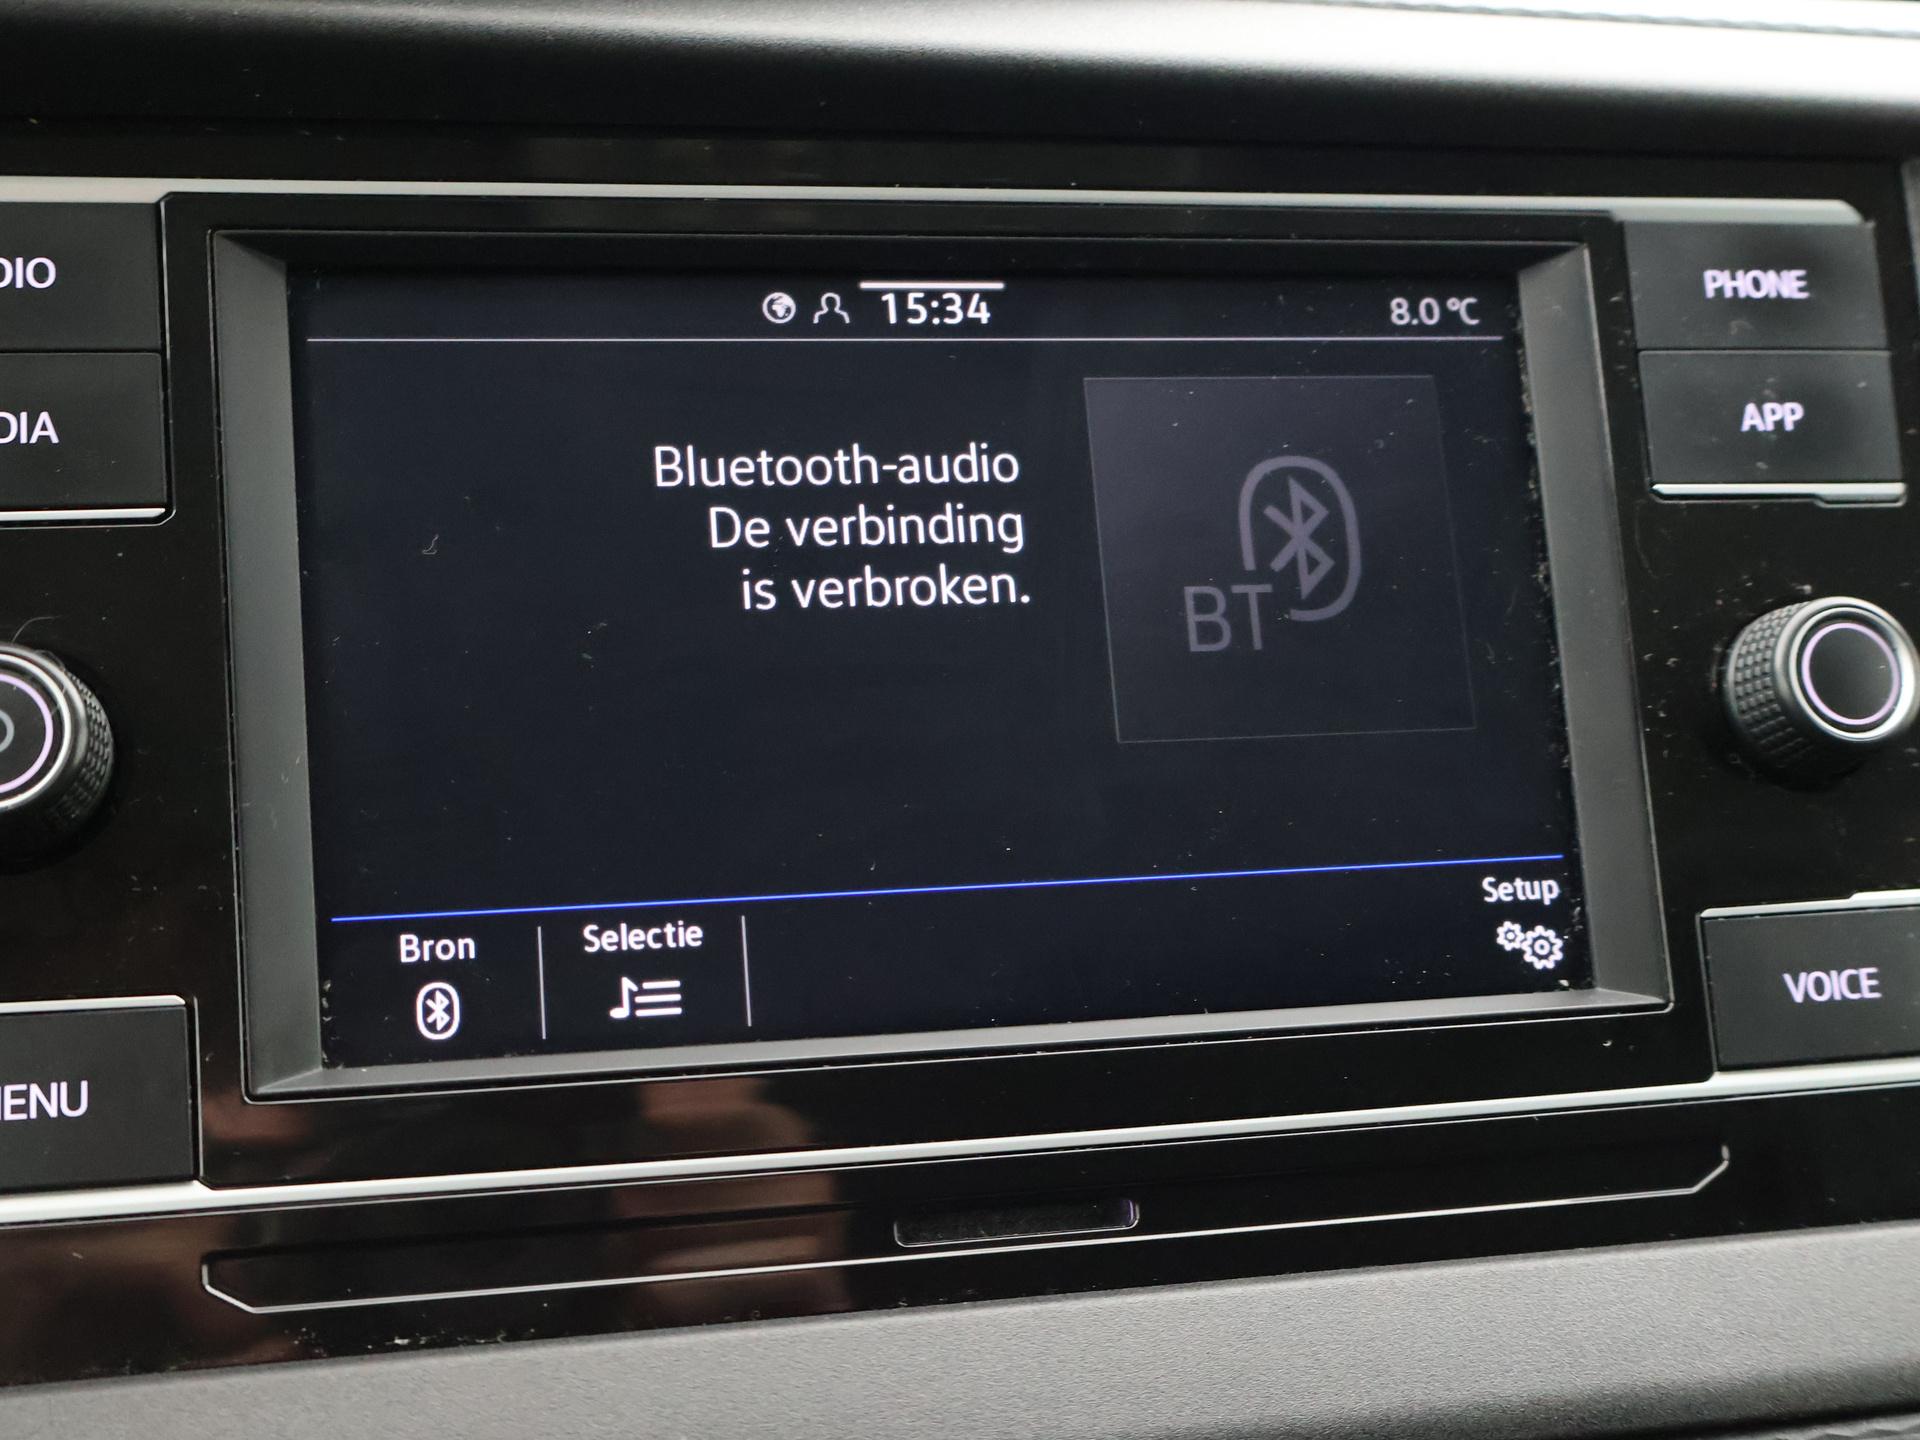 15:34
8.0 °C
DIO
DIA
MENU
PHONE
APP
VOICE
Bluetooth-audio
De verbinding
is verbroken.
BT
Bron
Selectie
Setup